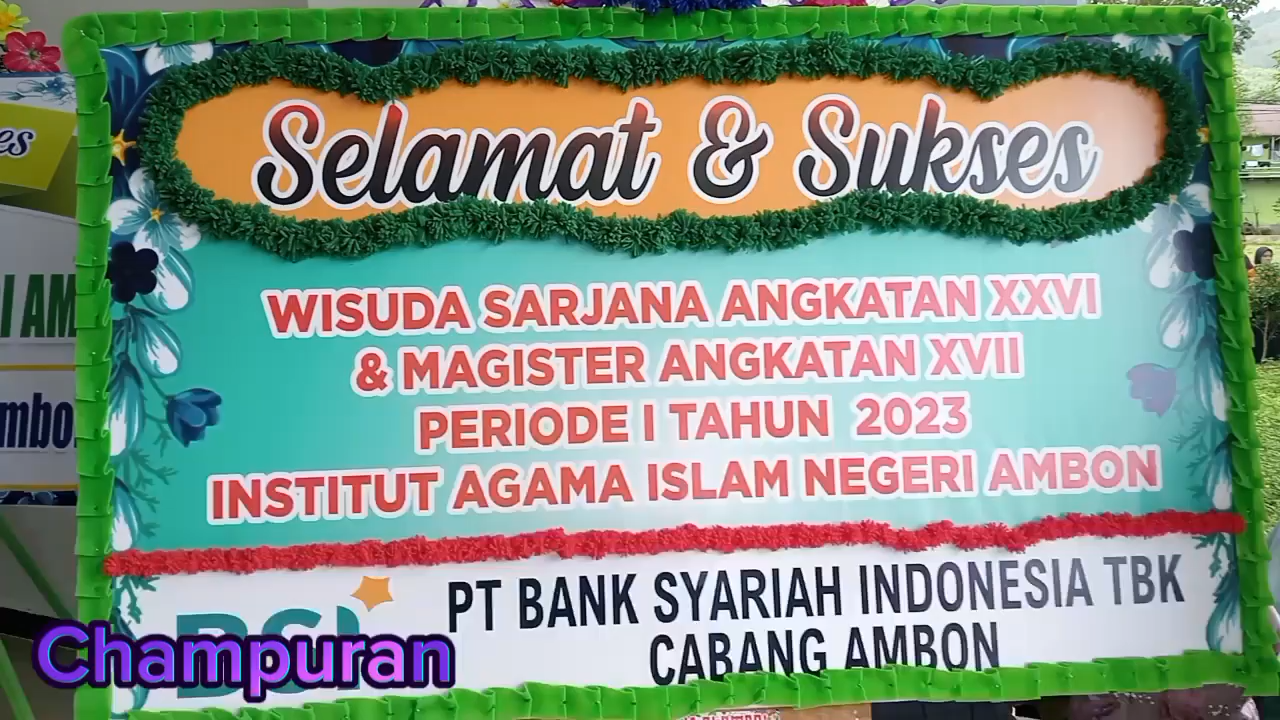 Selamat & Sukses
WISUDA SARJANA ANGKATAN XXVI
& MAGISTER ANGKATAN XVII
PERIODE I TAHUN 2023
INSTITUT AGAMA ISLAM NEGERI AMBON
BSI
PT BANK SYARIAH INDONESIA TBK
CABANG AMBON
Champuran